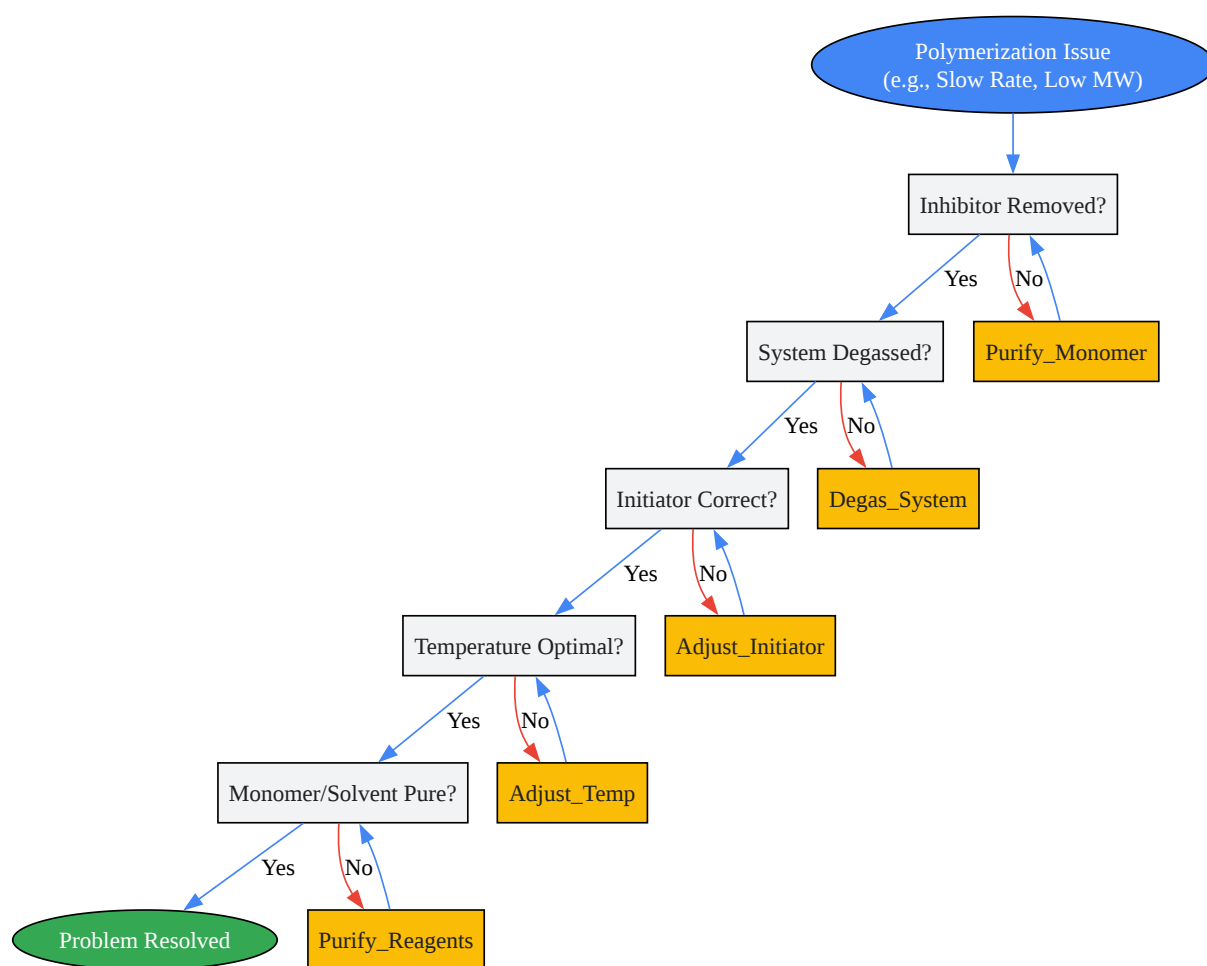 Polymerization Issue
(e.g., Slow Rate, Low MW)
Inhibitor Removed?
Yes
No
System Degassed?
Purify_Monomer
Yes
No
Initiator Correct?
Degas_System
Yes
No
Temperature Optimal?
Adjust_Initiator
Yes
No
Monomer/Solvent Pure?
Adjust_Temp
Yes
No
Problem Resolved
Purify_Reagents